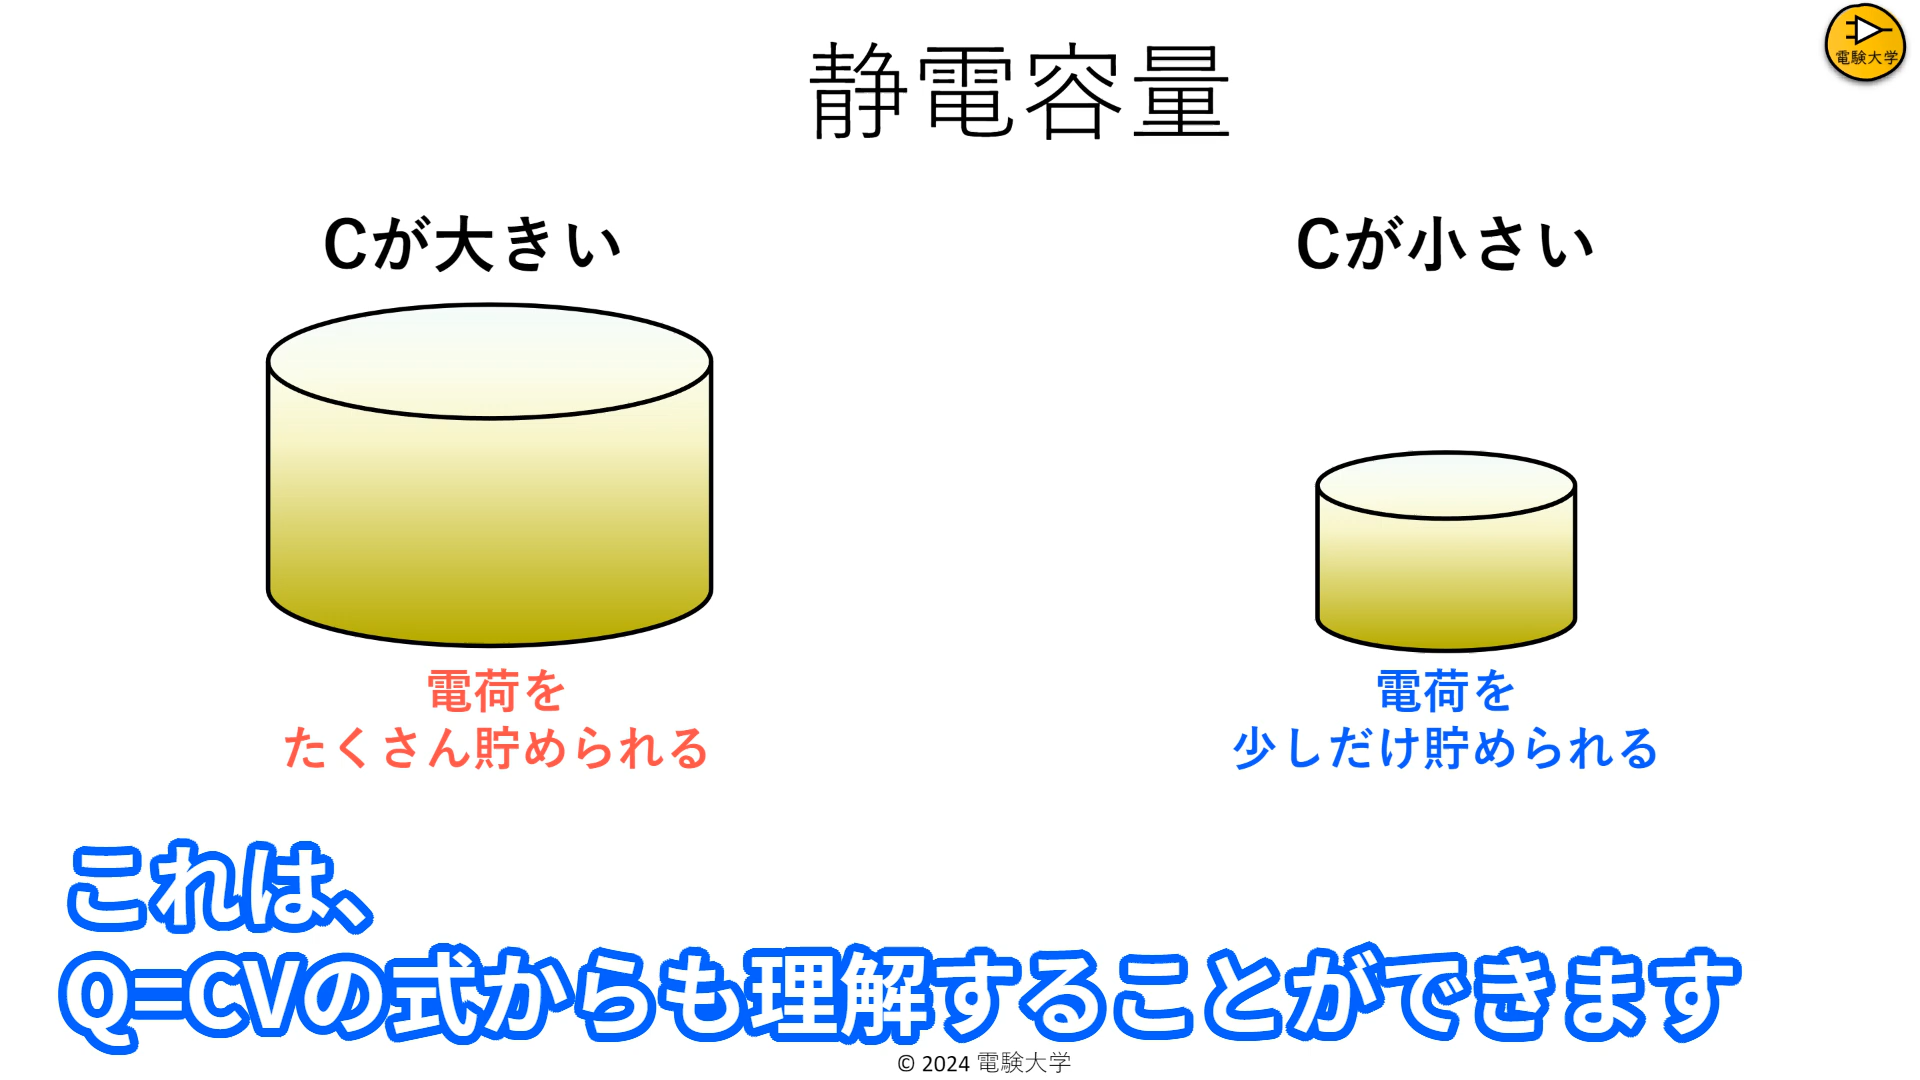 静電容量
電験大学
Cが大きい
Cが小さい
電荷を
たくさん貯められる
電荷を
少しだけ貯められる
これは、
Q=CVの式からも理解することができます
© 2024 電験大学